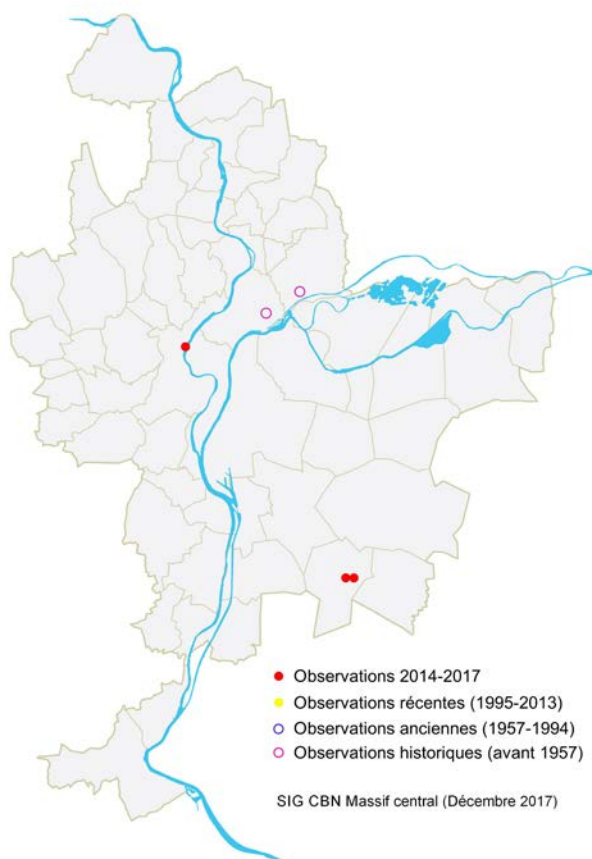 Observations 2014-2017
Observations récentes (1995-2013)
Observations anciennes (1957-1994)
Observations historiques (avant 1957)
SIG CBN Massif central (Décembre 2017)